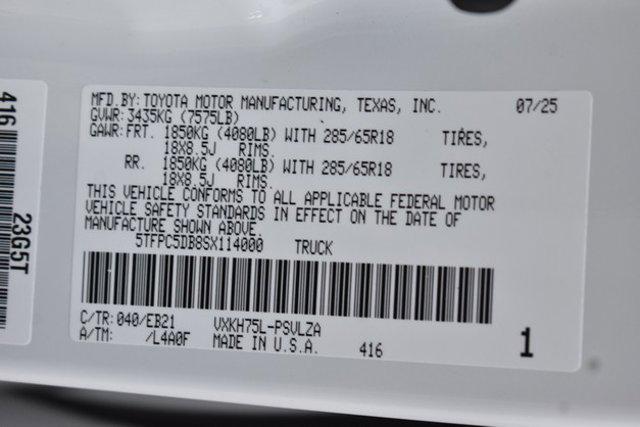 MFD. BY: TOYOTA MOTOR MANUFACTURING, TEXAS, INC. 07/25
GVWR: 3435KG (7575LB)
GAWR: FRT. 1850KG (4080LB) WITH 285/65R18 TIRES,
18X8.5J RIMS.
RR. 1850KG (4080LB) WITH 285/65R18 TIRES,
18X8.5J RIMS.
THIS VEHICLE CONFORMS TO ALL APPLICABLE FEDERAL MOTOR
VEHICLE SAFETY STANDARDS IN EFFECT ON THE DATE OF
MANUFACTURE SHOWN ABOVE.
5TFPC5DB8SX114000 TRUCK
C/TR: 040/EB21 VXKH75L-PSVLZA
A/TM: /L4A0F MADE IN U.S.A. 416 1
416
23G5T